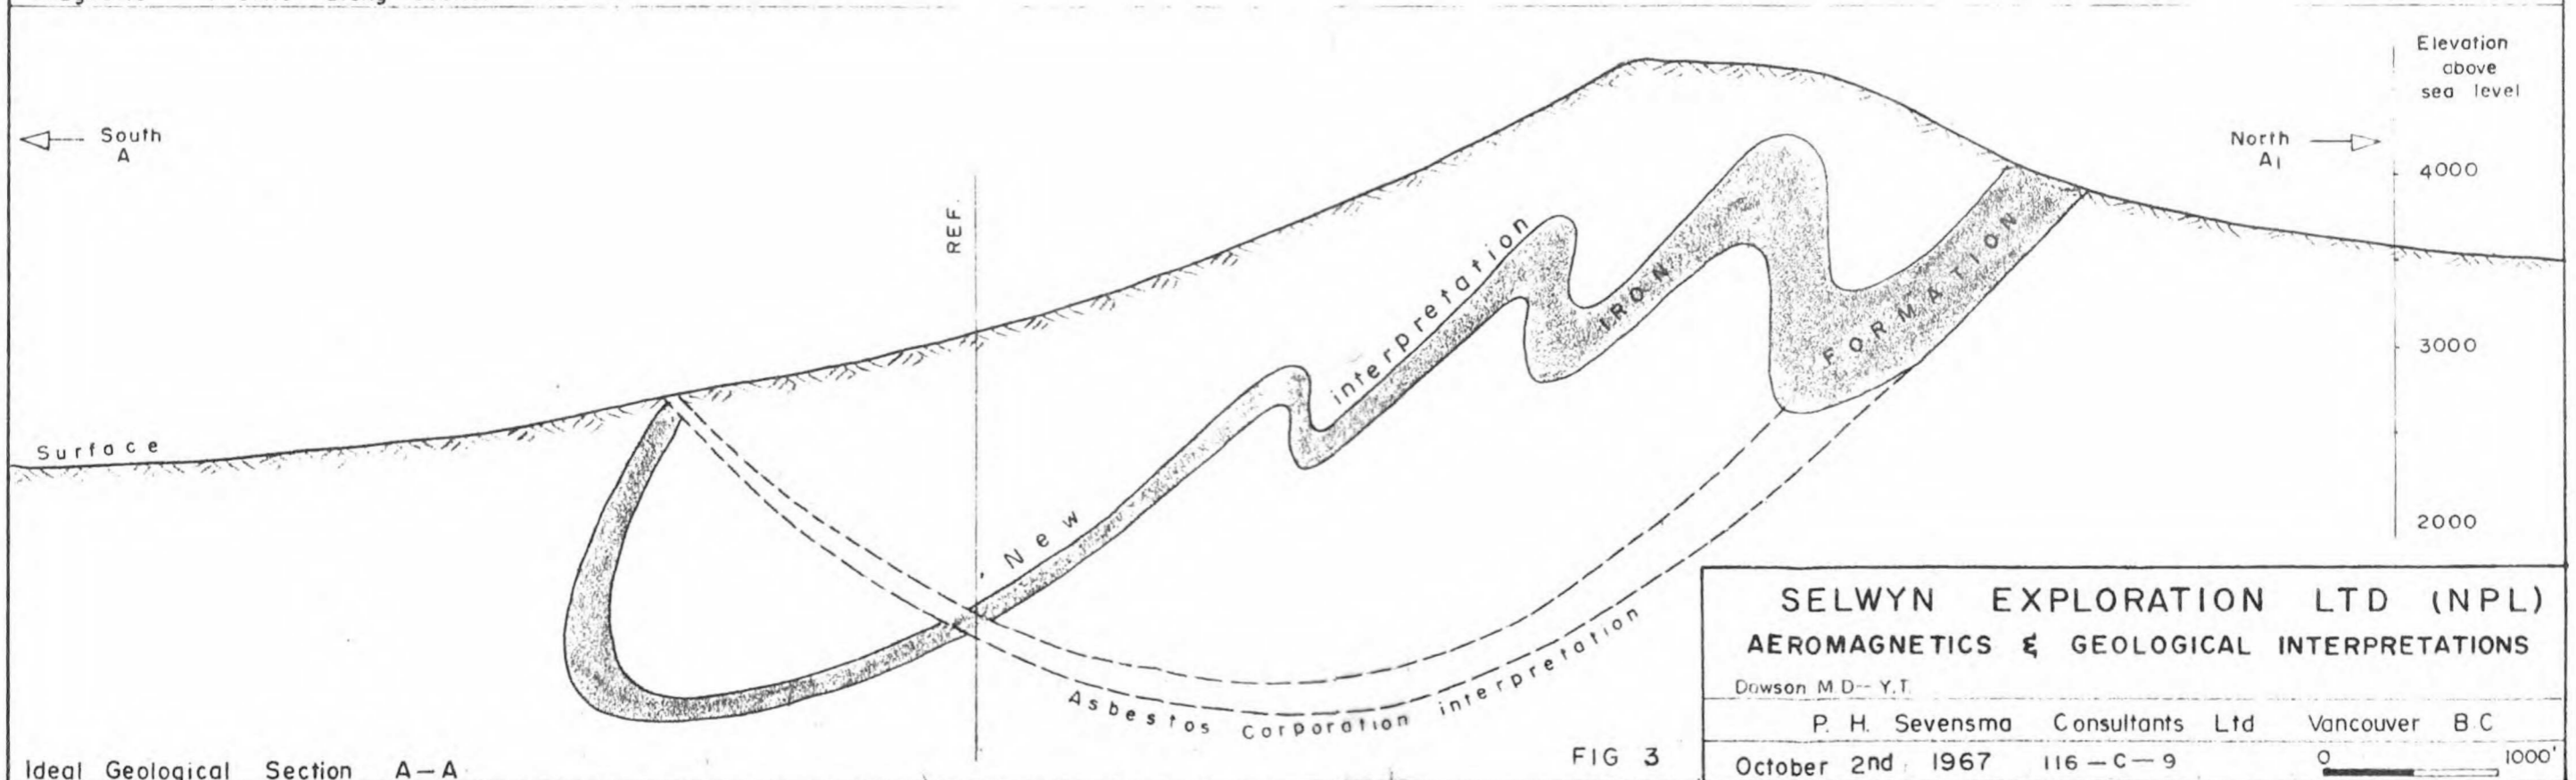 Elevation
above
sea level
South
A
North
A1
4000
REF.
3000
2000
Surface
New interpretation
IRON FORMATION
Asbestos Corporation interpretation
SELWYN EXPLORATION LTD (NPL)
AEROMAGNETICS & GEOLOGICAL INTERPRETATIONS
Dawson M.D-- Y.T.
P. H. Sevensma Consultants Ltd Vancouver B.C
October 2nd 1967 116-C-9
0 1000'
FIG 3
Ideal Geological Section A-A